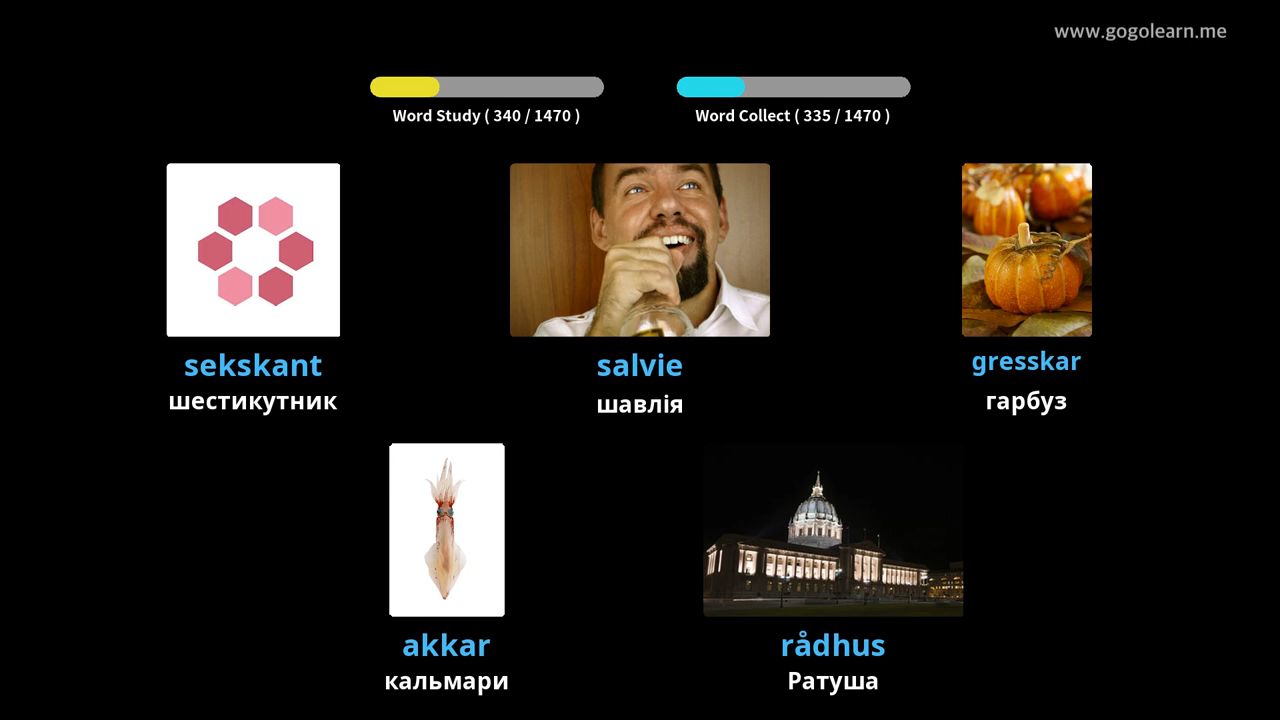 www.gogolearn.me
Word Study ( 340 / 1470 )
Word Collect ( 335 / 1470 )
sekskant
шестикутник
salvie
шавлія
gresskar
гарбуз
akkar
кальмари
rådhus
Ратуша